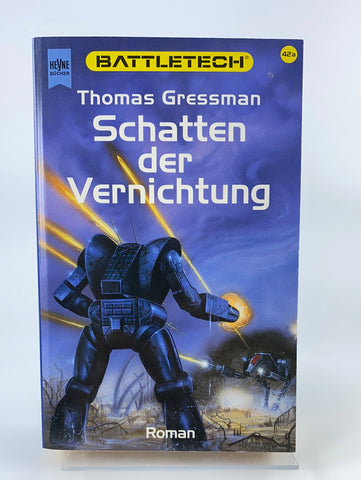 HEYNE
BÜCHER
BATTLETECH®
42a
Thomas Gressman
Schatten
der
Vernichtung
Roman